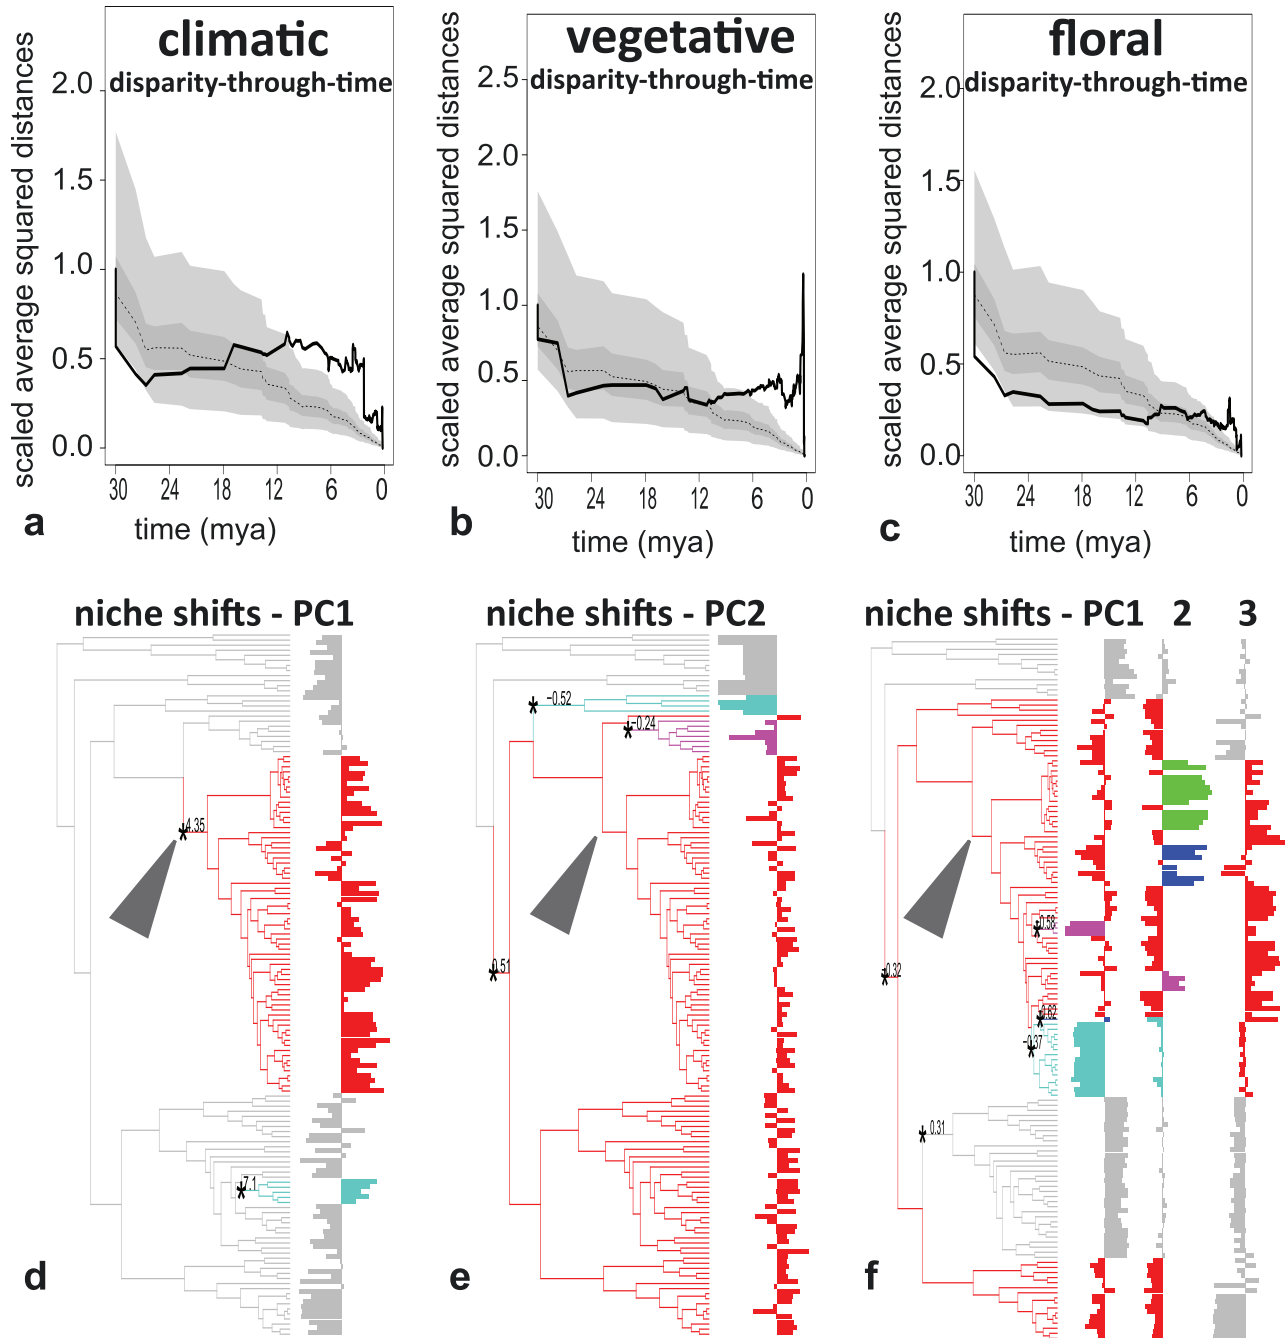 climatic
disparity-through-time
scaled average squared distances
2.0
1.5
1.0
0.5
0.0
30 24 18 12 6 0
time (mya)
a
vegetative
disparity-through-time
scaled average squared distances
2.5
2.0
1.5
1.0
0.5
0.0
30 24 18 12 6 0
time (mya)
b
floral
disparity-through-time
scaled average squared distances
2.0
1.5
1.0
0.5
0.0
30 24 18 12 6 0
time (mya)
c
niche shifts - PC1
*4.35
*7.1
d
niche shifts - PC2
* -0.52
*-0.24
*0.51
e
niche shifts - PC1 2 3
*0.58
*0.32
*-0.37
* 0.31
f